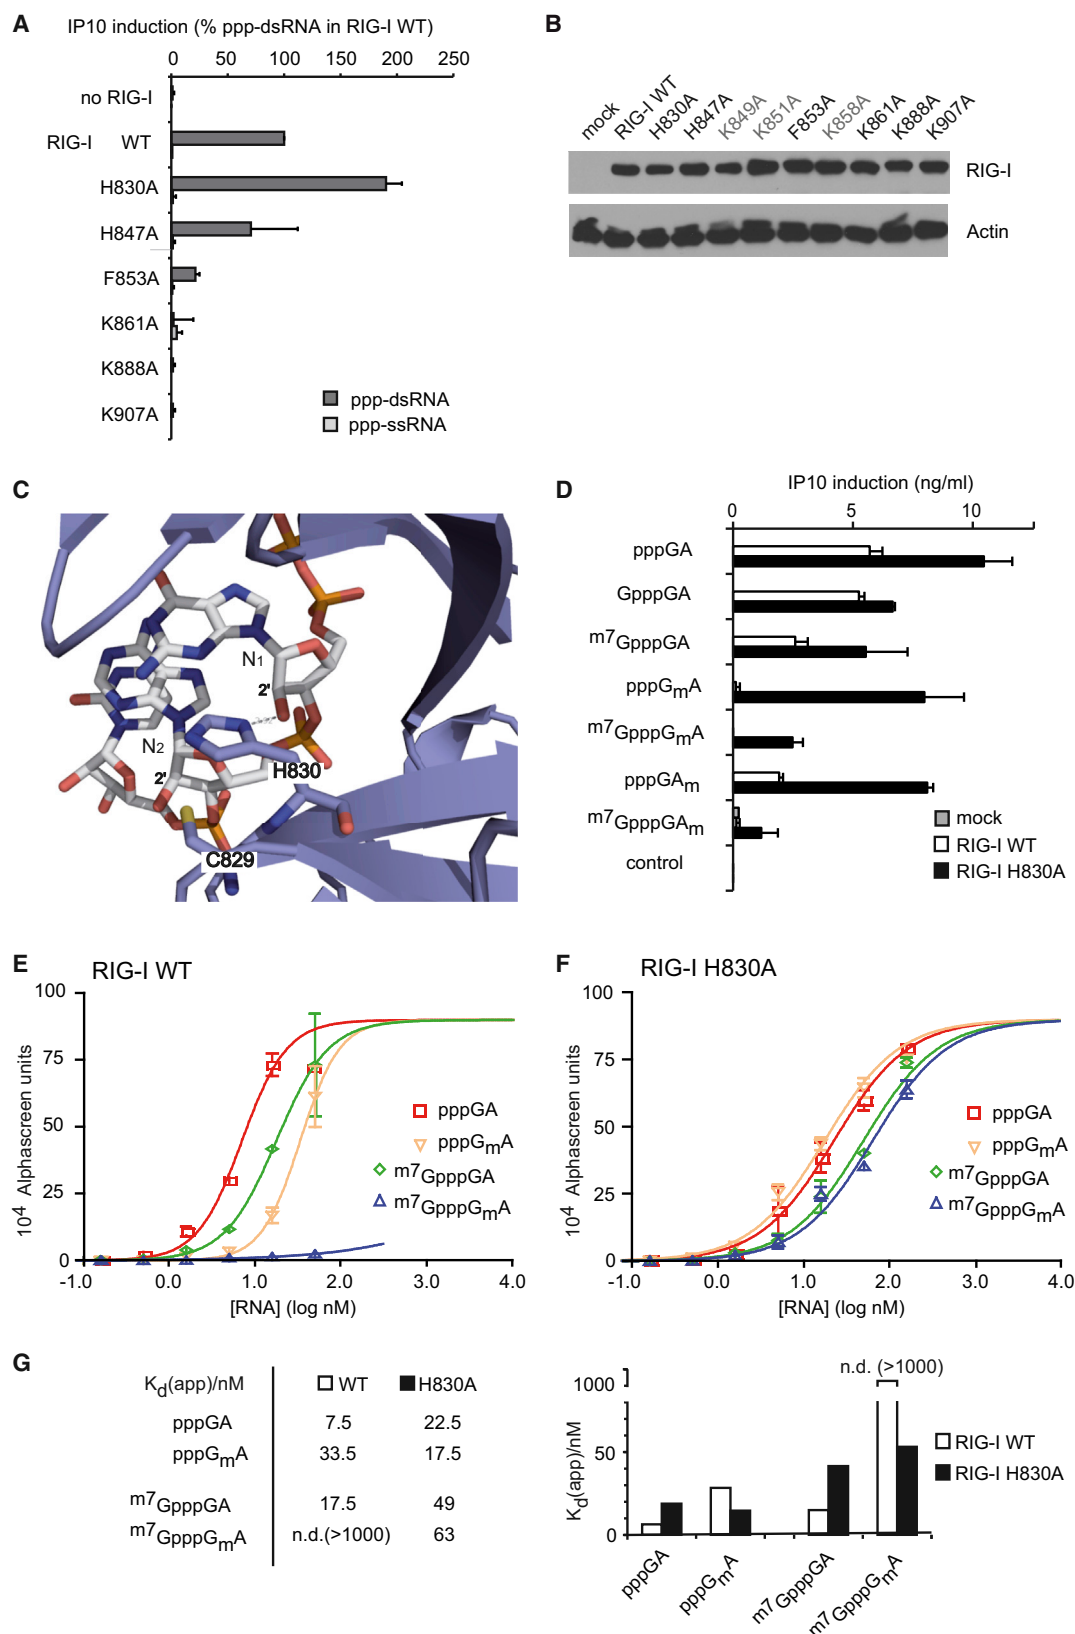 A
IP10 induction (% ppp-dsRNA in RIG-I WT)
0 50 100 150 200 250
no RIG-I
RIG-I WT
H830A
H847A
F853A
K861A
K888A
K907A
ppp-dsRNA
ppp-ssRNA
B
mock RIG-I WT H830A H847A K849A K851A F853A K858A K861A K888A K907A
RIG-I
Actin
C
N1
2'
N2
2'
H830
C829
D
IP10 induction (ng/ml)
0 5 10
pppGA
GpppGA
m7GpppGA
pppGmA
m7GpppGmA
pppGAm
m7GpppGAm
control
mock
RIG-I WT
RIG-I H830A
E
RIG-I WT
10^4 Alphascreen units
100
75
50
25
0
-1.0 0.0 1.0 2.0 3.0 4.0
[RNA] (log nM)
pppGA
pppGmA
m7GpppGA
m7GpppGmA
F
RIG-I H830A
10^4 Alphascreen units
100
75
50
25
0
-1.0 0.0 1.0 2.0 3.0 4.0
[RNA] (log nM)
pppGA
pppGmA
m7GpppGA
m7GpppGmA
G
Kd(app)/nM WT H830A
pppGA 7.5 22.5
pppGmA 33.5 17.5
m7GpppGA 17.5 49
m7GpppGmA n.d.(>1000) 63
n.d. (>1000)
Kd(app)/nM
1000
50
0
RIG-I WT
RIG-I H830A
pppGA pppGmA m7GpppGA m7GpppGmA